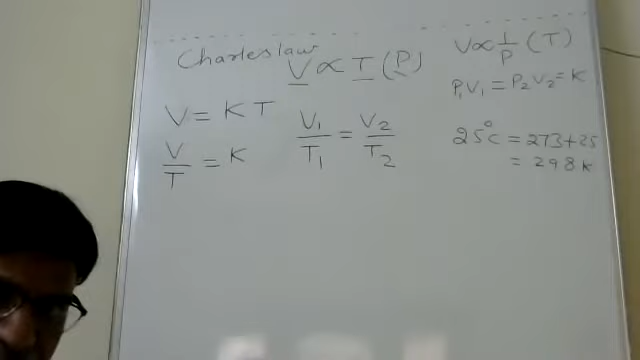 Charles law
V ∝ T (P)
V = K T
V/T = K
V₁/T₁ = V₂/T₂
V ∝ 1/P (T)
P₁V₁ = P₂V₂ = K
25°C = 273+25
= 298 K